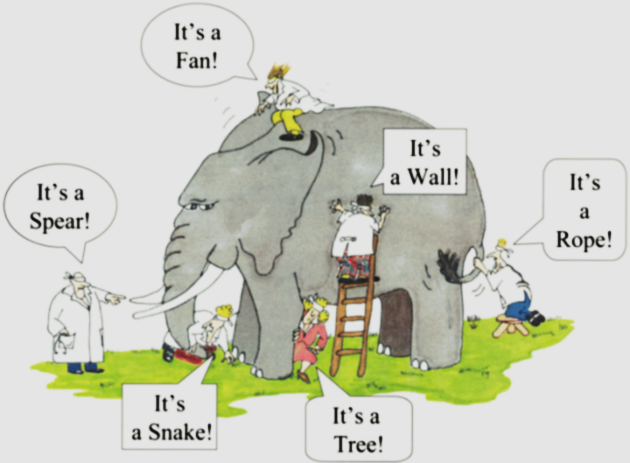 It's a
Fan!
It's
a Wall!
It's a
Spear!
It's
a
Rope!
It's
a Snake!
It's a
Tree!